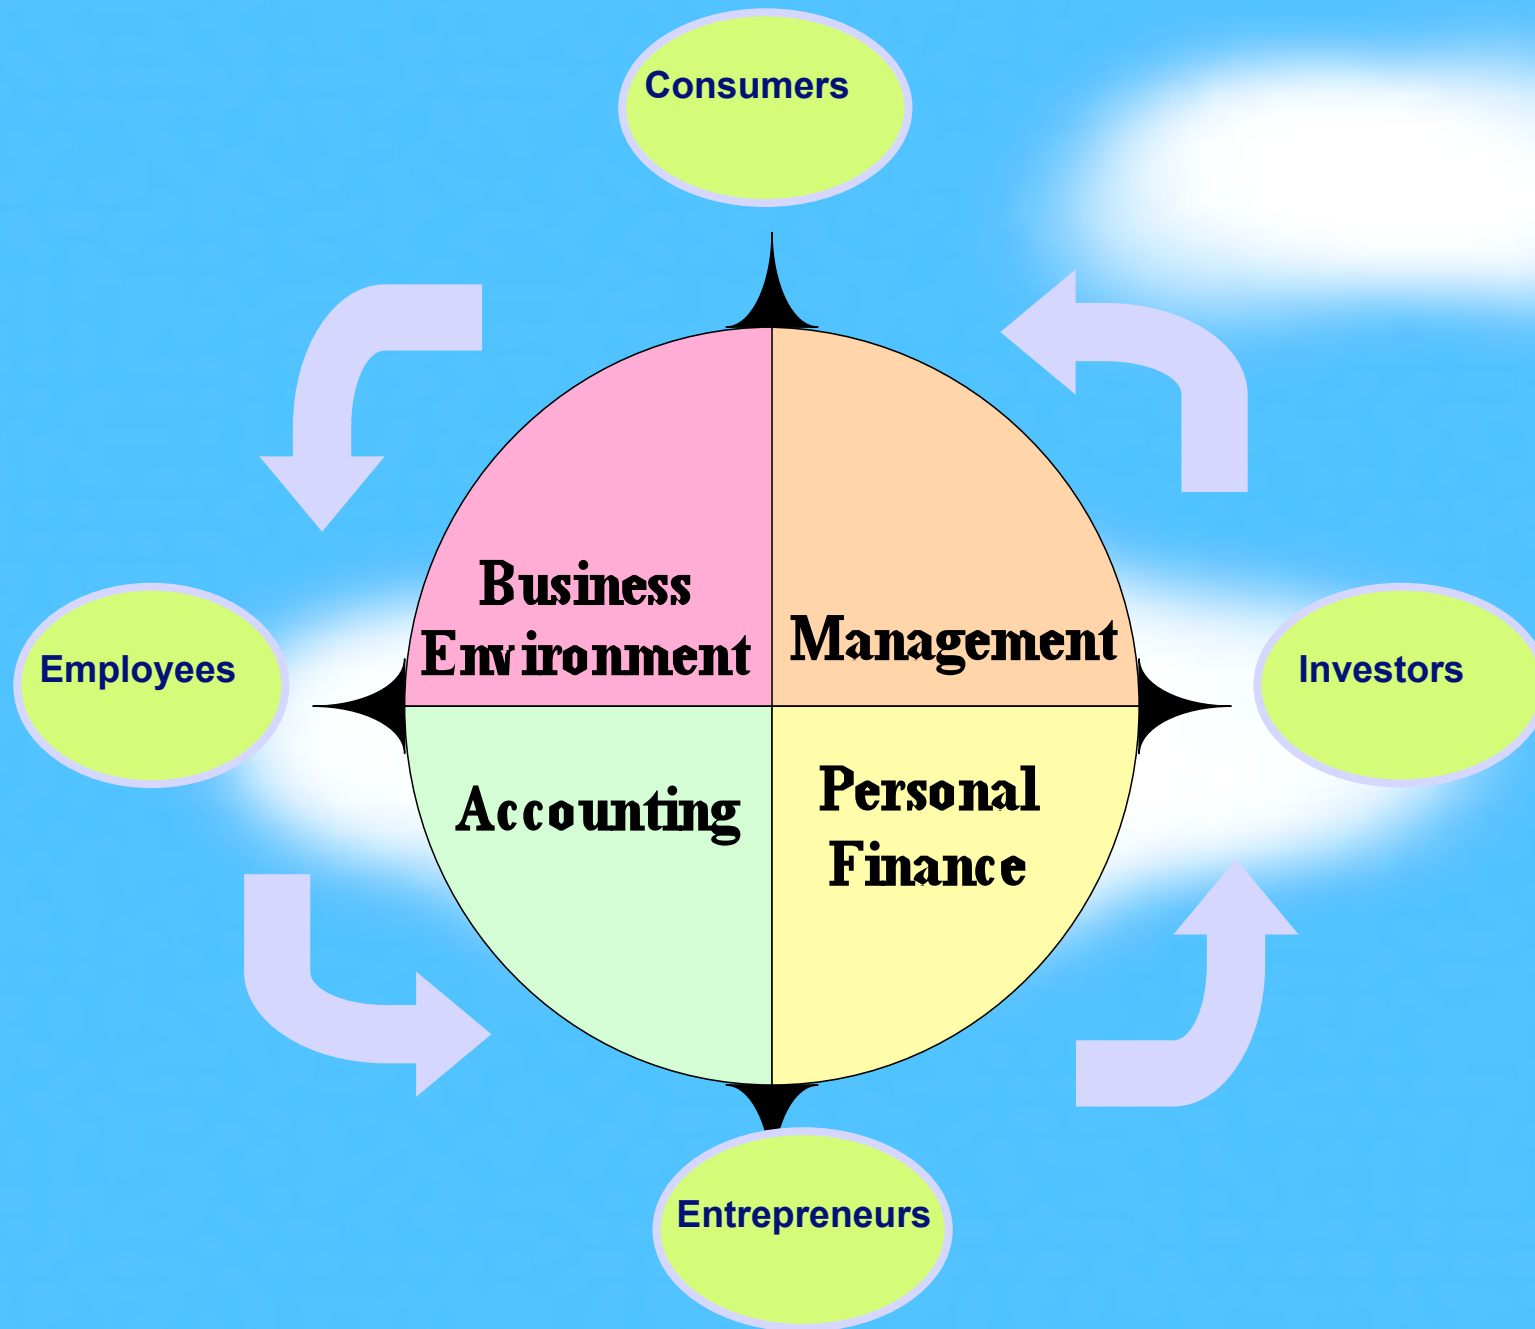 Consumers
Business
Environment
Management
Employees
Investors
Accounting
Personal
Finance
Entrepreneurs